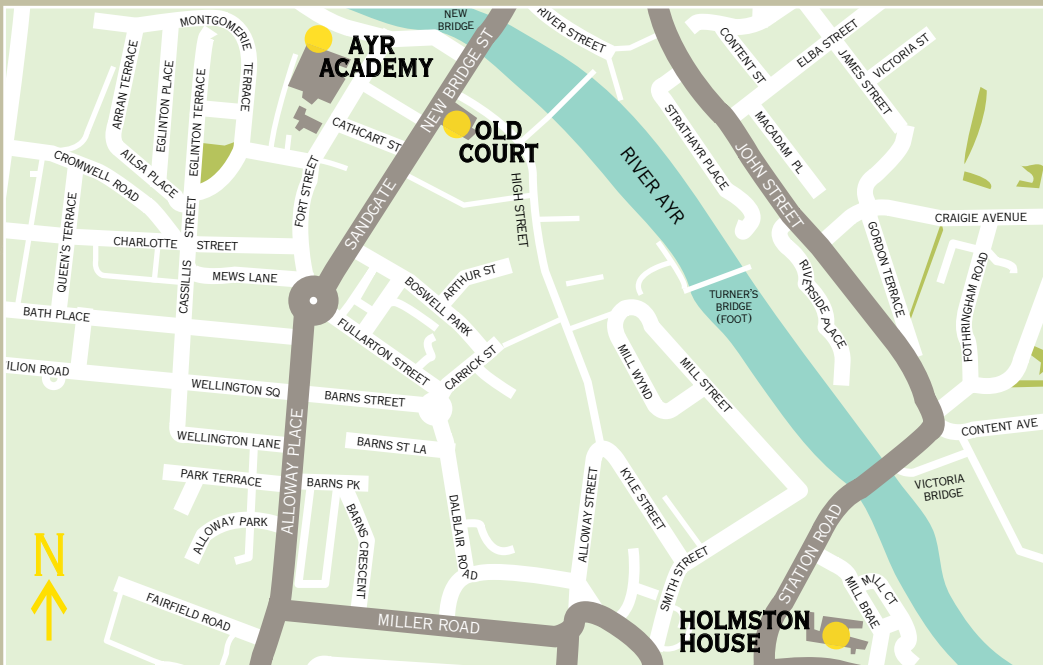 NEW
BRIDGE
RIVER STREET
MONTGOMERIE
TERRACE
AYR
ACADEMY
NEW BRIDGE ST
CONTENT ST
ELBA STREET
JAMES STREET
VICTORIA ST
ARRAN TERRACE
EGLINTON PLACE
EGLINTON TERRACE
OLD
COURT
CATHCART ST
STRATHAYR PLACE
MACADAM PL
JOHN STREET
RIVER AYR
CROMWELL ROAD
AILSA PLACE
FORT STREET
HIGH STREET
SANDGATE
QUEEN'S TERRACE
CHARLOTTE STREET
CASSILLIS STREET
MEWS LANE
CRAIGIE AVENUE
GORDON TERRACE
FOTHRINGHAM ROAD
RIVERSIDE PLACE
ARTHUR ST
BOSWELL PARK
TURNER'S
BRIDGE
(FOOT)
BATH PLACE
FULLARTON STREET
CARRICK ST
MILL WYND
MILL STREET
ILION ROAD
WELLINGTON SQ
BARNS STREET
WELLINGTON LANE
BARNS ST LA
ALLOWAY PLACE
CONTENT AVE
PARK TERRACE
BARNS PK
VICTORIA
BRIDGE
ALLOWAY PARK
BARNS CRESCENT
DALBLAIR ROAD
ALLOWAY STREET
KYLE STREET
SMITH STREET
STATION ROAD
N
MILL CT
MILL BRAE
FAIRFIELD ROAD
MILLER ROAD
HOLMSTON
HOUSE